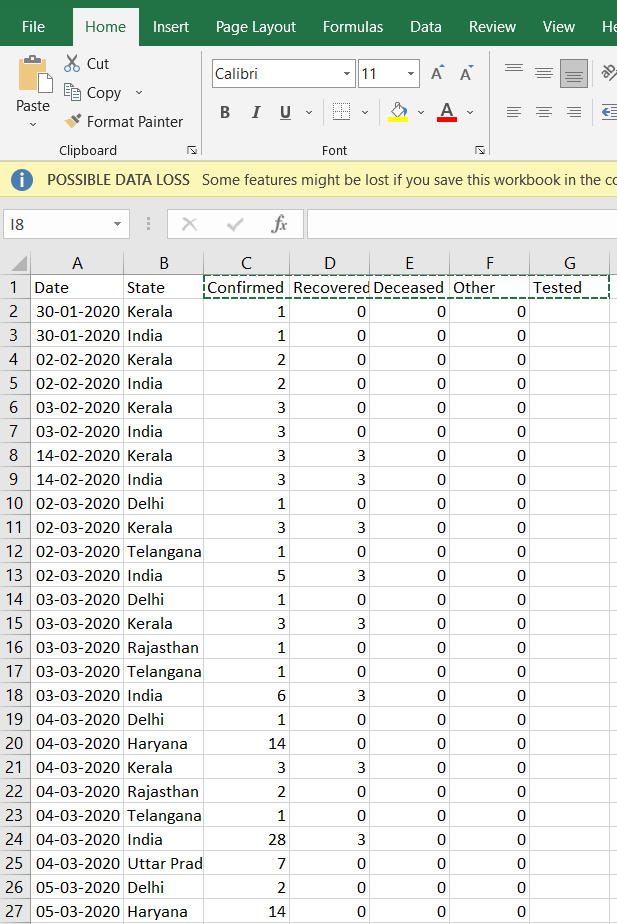 File Home Insert Page Layout Formulas Data Review View He
Cut
Calibri 11 A A
Paste Copy
B I U A
Format Painter
Clipboard Font
POSSIBLE DATA LOSS Some features might be lost if you save this workbook in the co
I8 fx
A B C D E F G
1 Date State Confirmed Recovered Deceased Other Tested
2 30-01-2020 Kerala 1 0 0 0
3 30-01-2020 India 1 0 0 0
4 02-02-2020 Kerala 2 0 0 0
5 02-02-2020 India 2 0 0 0
6 03-02-2020 Kerala 3 0 0 0
7 03-02-2020 India 3 0 0 0
8 14-02-2020 Kerala 3 3 0 0
9 14-02-2020 India 3 3 0 0
10 02-03-2020 Delhi 1 0 0 0
11 02-03-2020 Kerala 3 3 0 0
12 02-03-2020 Telangana 1 0 0 0
13 02-03-2020 India 5 3 0 0
14 03-03-2020 Delhi 1 0 0 0
15 03-03-2020 Kerala 3 3 0 0
16 03-03-2020 Rajasthan 1 0 0 0
17 03-03-2020 Telangana 1 0 0 0
18 03-03-2020 India 6 3 0 0
19 04-03-2020 Delhi 1 0 0 0
20 04-03-2020 Haryana 14 0 0 0
21 04-03-2020 Kerala 3 3 0 0
22 04-03-2020 Rajasthan 2 0 0 0
23 04-03-2020 Telangana 1 0 0 0
24 04-03-2020 India 28 3 0 0
25 04-03-2020 Uttar Prad 7 0 0 0
26 05-03-2020 Delhi 2 0 0 0
27 05-03-2020 Haryana 14 0 0 0